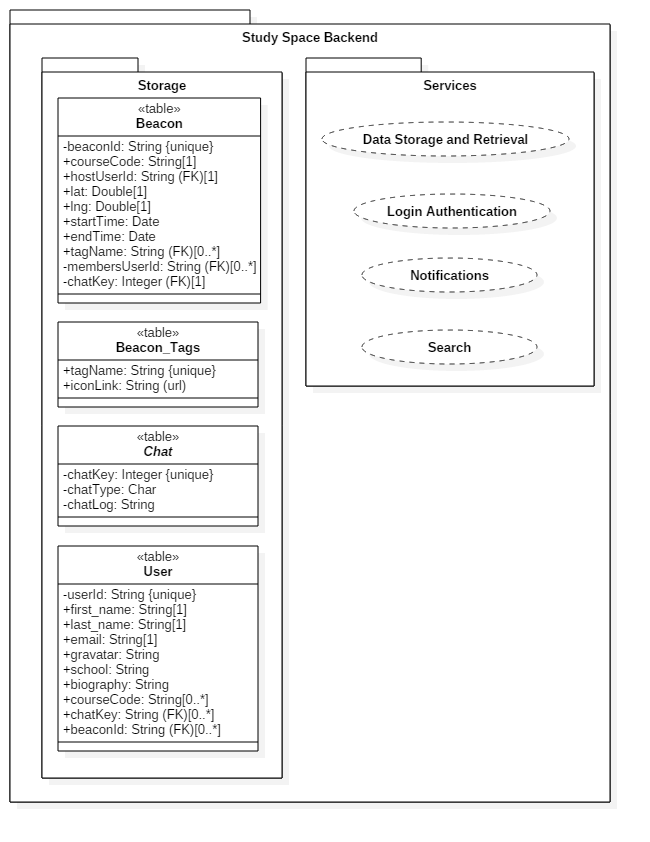 Study Space Backend
Storage
«table»
Beacon
-beaconId: String {unique}
+courseCode: String[1]
+hostUserId: String (FK)[1]
+lat: Double[1]
+lng: Double[1]
+startTime: Date
+endTime: Date
+tagName: String (FK)[0..*]
-membersUserId: String (FK)[0..*]
-chatKey: Integer (FK)[1]
«table»
Beacon_Tags
+tagName: String {unique}
+iconLink: String (url)
«table»
Chat
-chatKey: Integer {unique}
-chatType: Char
-chatLog: String
«table»
User
-userId: String {unique}
+first_name: String[1]
+last_name: String[1]
+email: String[1]
+gravatar: String
+school: String
+biography: String
+courseCode: String[0..*]
+chatKey: String (FK)[0..*]
+beaconId: String (FK)[0..*]
Services
Data Storage and Retrieval
Login Authentication
Notifications
Search